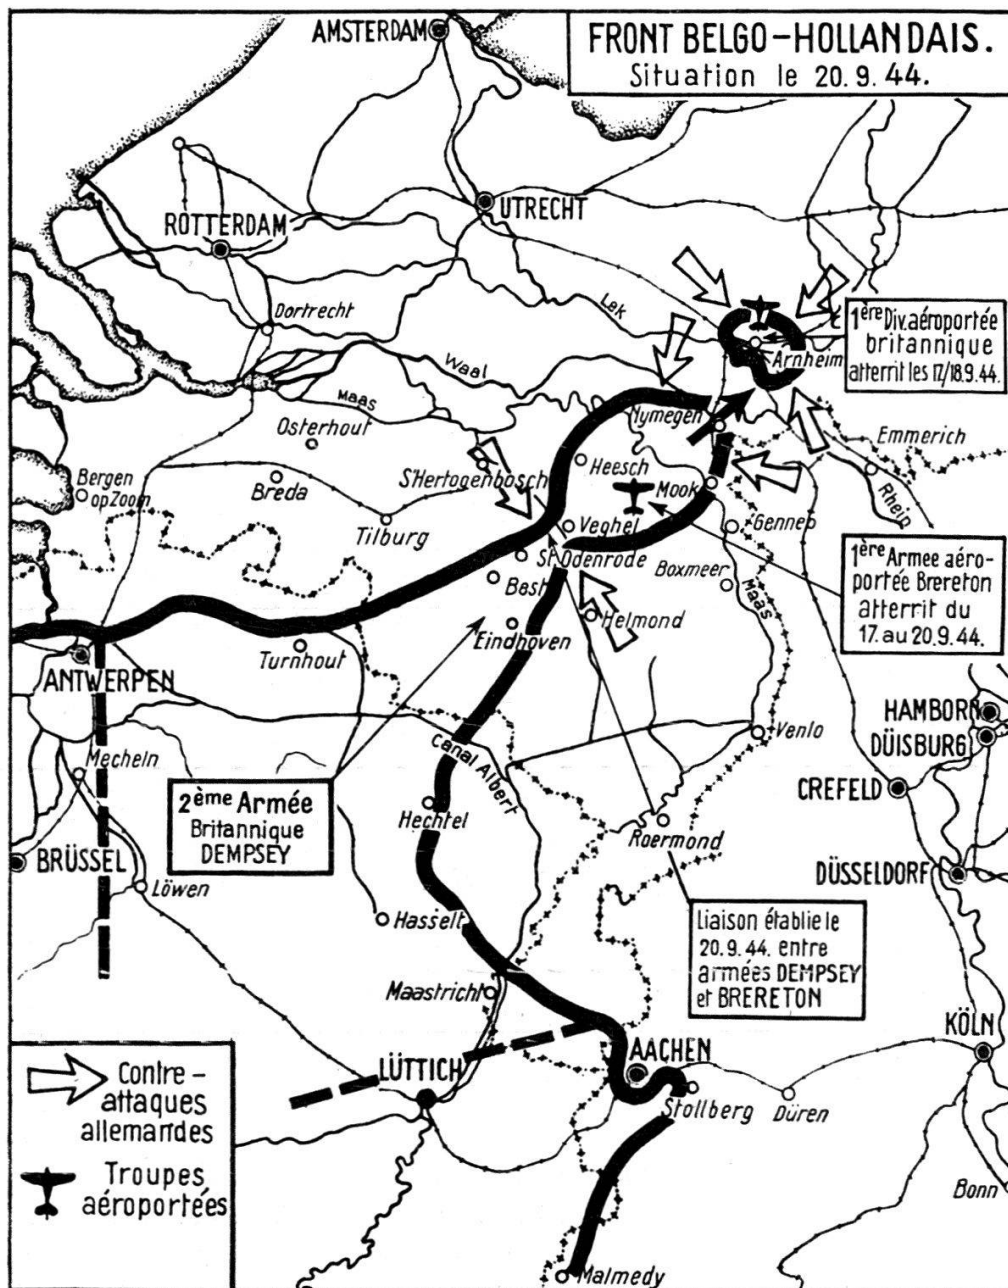 FRONT BELGO-HOLLANDAIS.
Situation le 20.9.44.
AMSTERDAM
UTRECHT
ROTTERDAM
Dortrecht
Lek
Waal
Maas
1ère Div. aéroportée
britannique
atterrit les 17/18.9.44.
Arnheim
Nymegen
Emmerich
Rhein
Osterhout
S'Hertogenbosch
Heesch
Mook
Bergen
op Zoom
Breda
Tilburg
Veghel
Gennep
St Odenrode
Boxmeer
Maas
Best
1ère Armee aéro-
portée Brereton
atterrit du
17. au 20.9.44.
Helmond
Eindhoven
Turnhout
ANTWERPEN
HAMBORN
DÜISBURG
Venlo
Mecheln
Canal Albert
CREFELD
2ème Armée
Britannique
DEMPSEY
Hechtel
Roermond
BRÜSSEL
Löwen
DÜSSELDORF
Hasselt
Liaison établie le
20.9.44. entre
armées DEMPSEY
et BRERETON
Maastricht
KÖLN
AACHEN
LÜTTICH
Stollberg
Düren
Bonn
Malmedy
Contre-
attaques
allemandes
Troupes
aéroportées